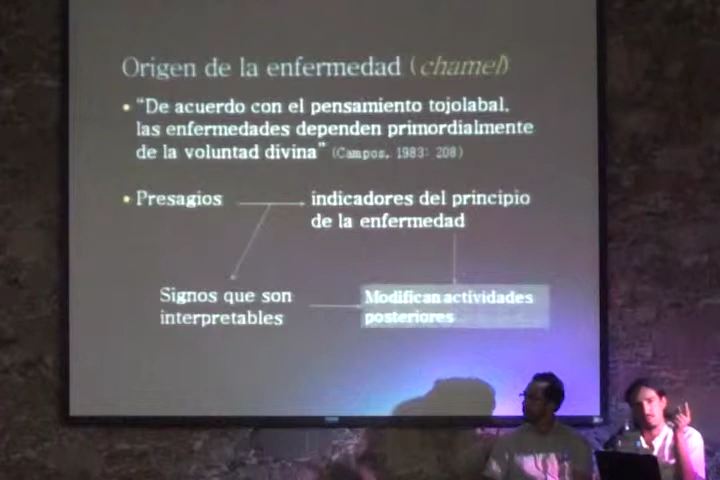 Origen de la enfermedad (chamel)
• “De acuerdo con el pensamiento tojolabal,
las enfermedades dependen primordialmente
de la voluntad divina” (Campos, 1983: 208)
• Presagios
indicadores del principio
de la enfermedad
Signos que son
interpretables
Modifican actividades
posteriores